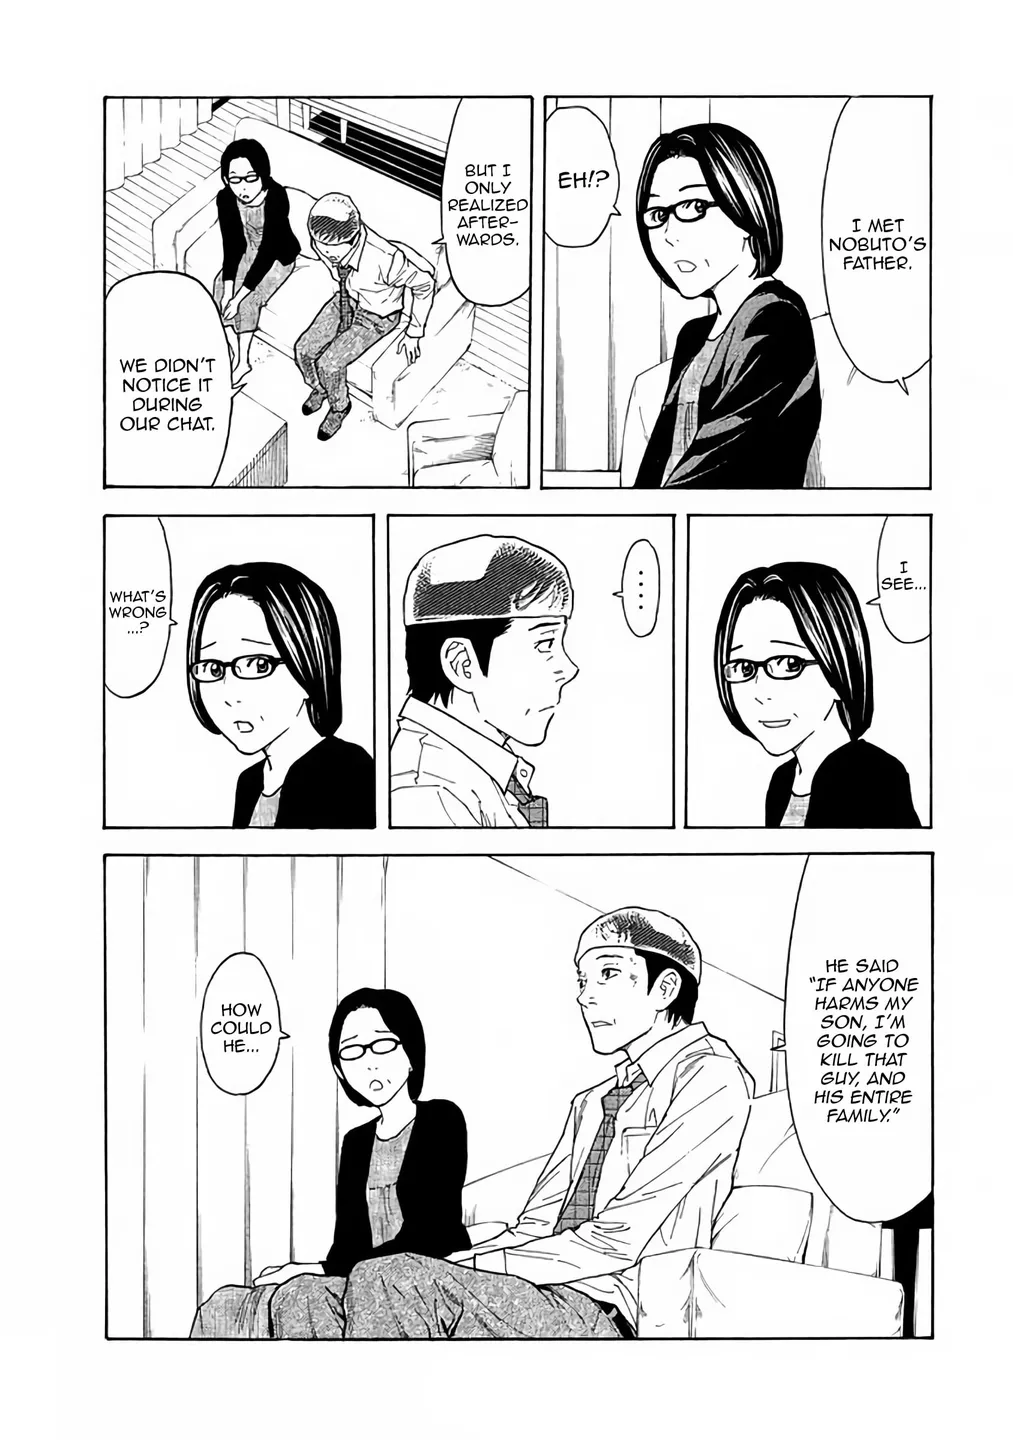 I MET
NOBUTO'S
FATHER.
EH!?
BUT I
ONLY
REALIZED
AFTER-
WARDS.
WE DIDN'T
NOTICE IT
DURING
OUR CHAT.
I
SEE...
....
WHAT'S
WRONG
...?
HE SAID
"IF ANYONE
HARMS MY
SON, I'M
GOING TO
KILL THAT
GUY, AND
HIS ENTIRE
FAMILY."
HOW
COULD
HE...